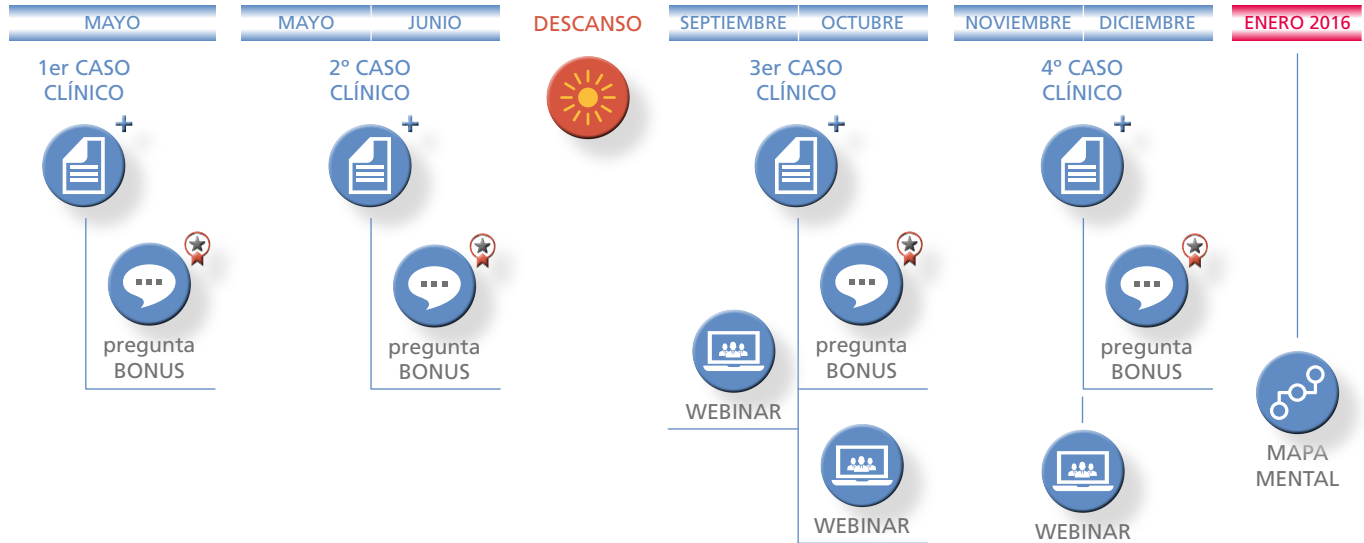 MAYO
MAYO
JUNIO
DESCANSO
SEPTIEMBRE
OCTUBRE
NOVIEMBRE
DICIEMBRE
ENERO 2016
1er CASO
CLÍNICO
+
2º CASO
CLÍNICO
+
3er CASO
CLÍNICO
+
4º CASO
CLÍNICO
+
pregunta
BONUS
pregunta
BONUS
WEBINAR
pregunta
BONUS
WEBINAR
pregunta
BONUS
WEBINAR
MAPA
MENTAL